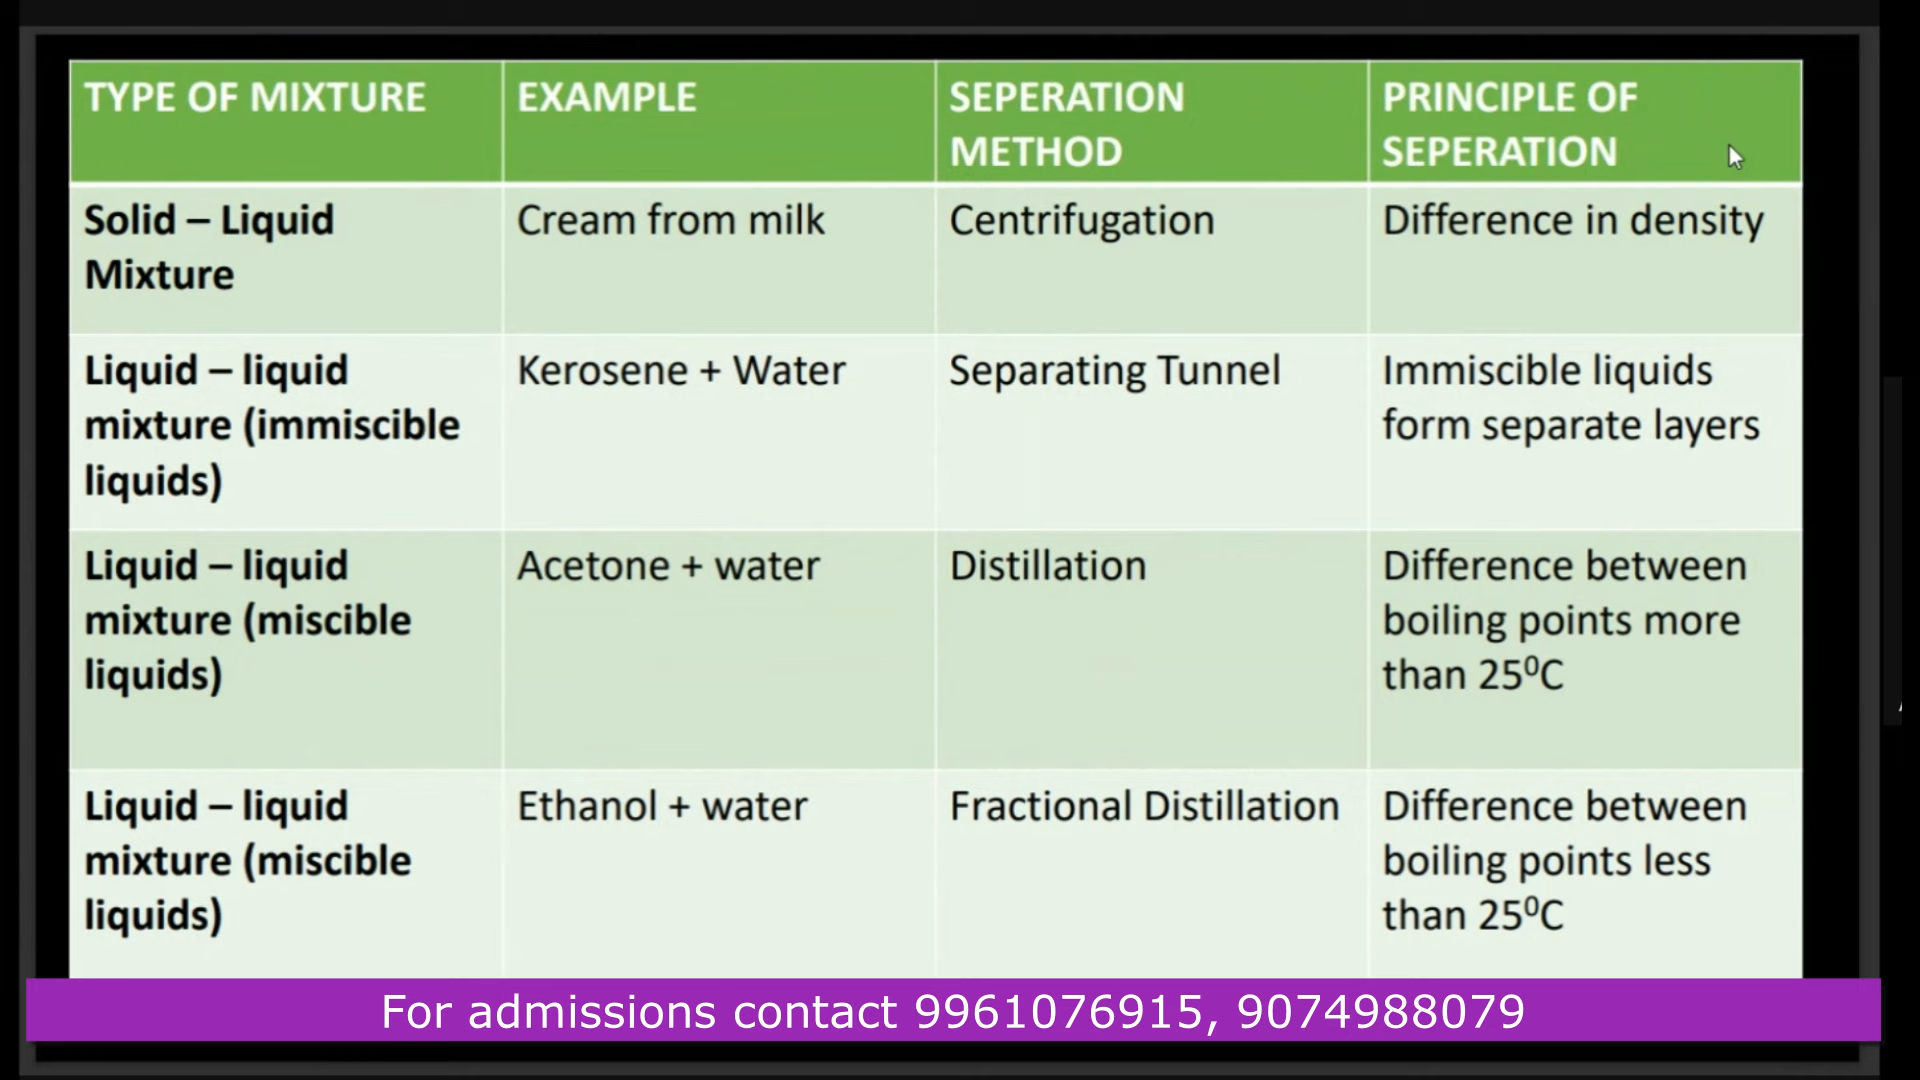 TYPE OF MIXTURE
EXAMPLE
SEPERATION
METHOD
PRINCIPLE OF
SEPERATION
Solid – Liquid
Mixture
Cream from milk
Centrifugation
Difference in density
Liquid – liquid
mixture (immiscible
liquids)
Kerosene + Water
Separating Tunnel
Immiscible liquids
form separate layers
Liquid – liquid
mixture (miscible
liquids)
Acetone + water
Distillation
Difference between
boiling points more
than 25⁰C
Liquid – liquid
mixture (miscible
liquids)
Ethanol + water
Fractional Distillation
Difference between
boiling points less
than 25⁰C
For admissions contact 9961076915, 9074988079